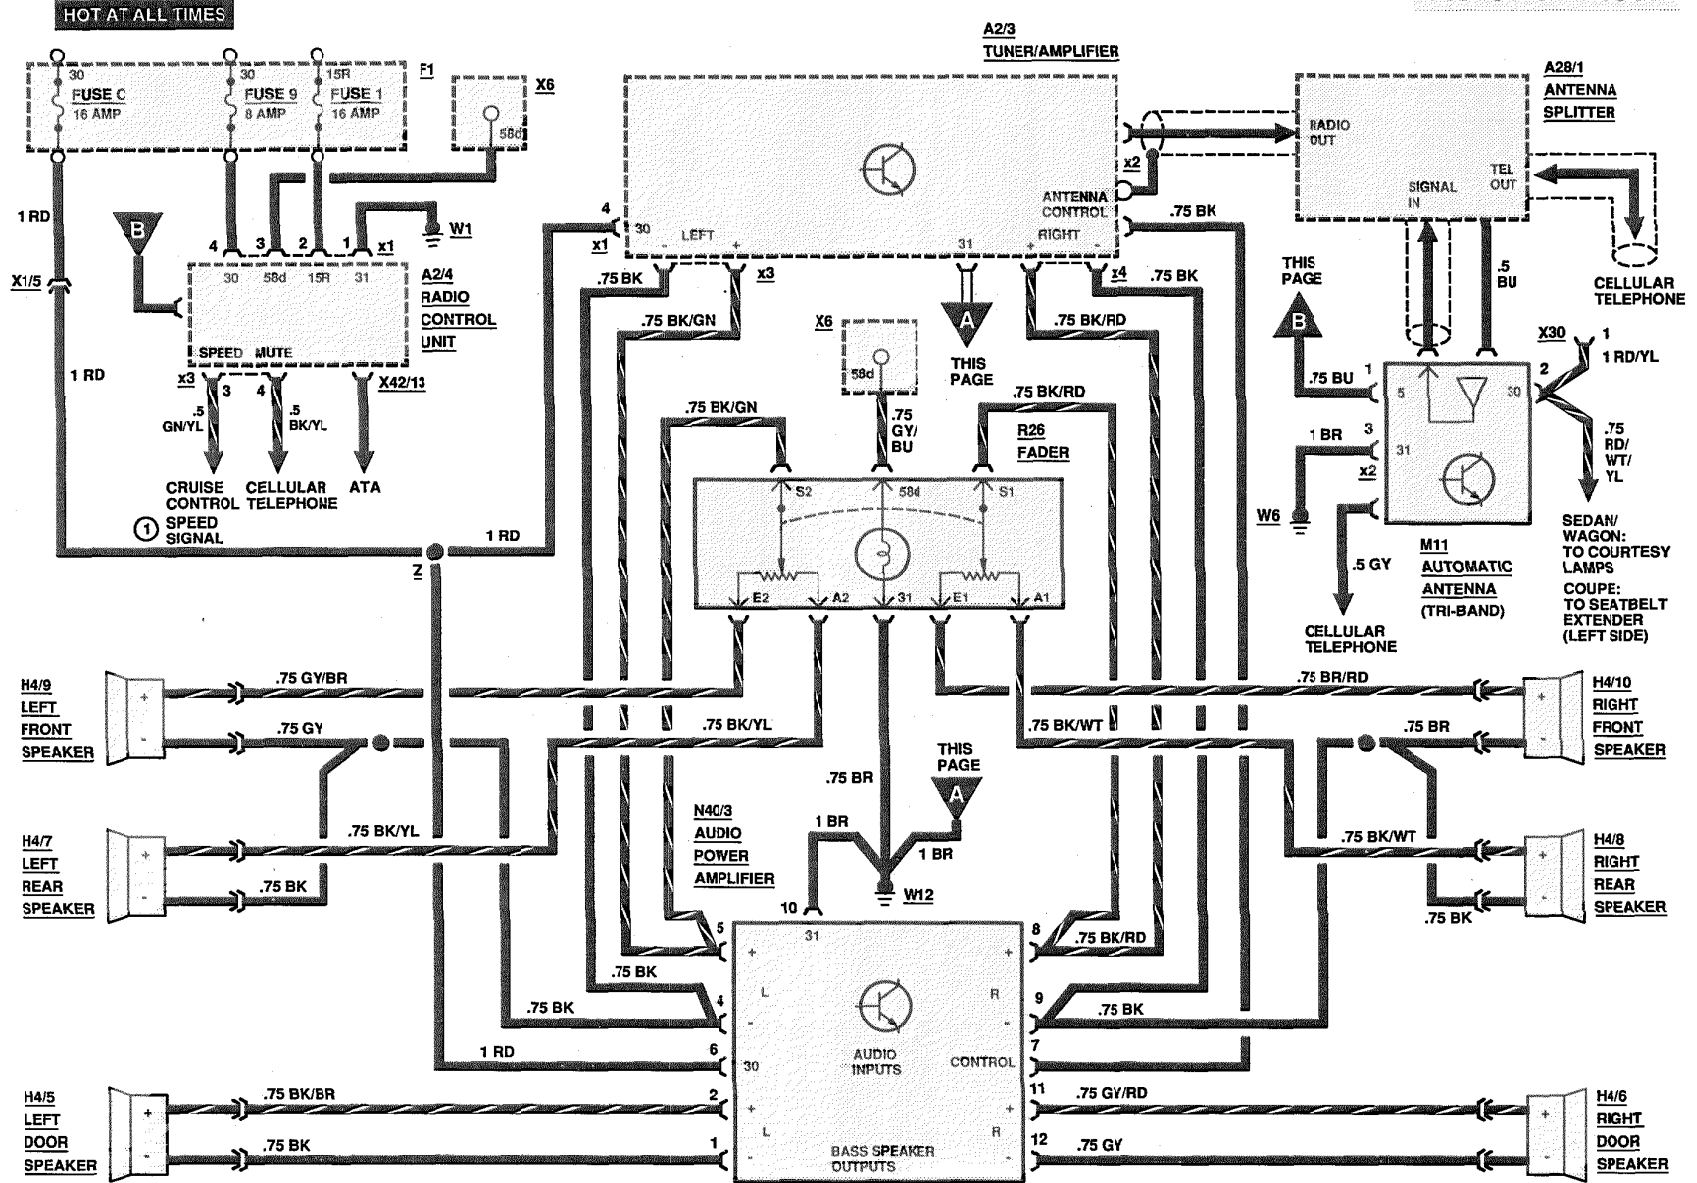 HOT AT ALL TIMES
30
FUSE C
16 AMP
30
FUSE 9
8 AMP
15R
FUSE 1
16 AMP
F1
X6
58d
1 RD
B
4
3
2
1
x1
W1
X1/5
30
58d
15R
31
A2/4
RADIO
CONTROL
UNIT
SPEED
MUTE
x3
3
4
X42/13
.5
GN/YL
.5
BK/YL
1 RD
CRUISE
CONTROL
SPEED
SIGNAL
1
CELLULAR
TELEPHONE
ATA
Z
1 RD
A2/3
TUNER/AMPLIFIER
4
x1
30
LEFT
-
+
31
+
RIGHT
-
ANTENNA
CONTROL
x2
.75 BK
.75 BK
x3
x4
.75 BK
.75 BK/GN
.75 BK/RD
A
THIS
PAGE
X6
58d
.75
GY/
BU
.75 BK/GN
.75 BK/RD
R26
FADER
S2
58d
S1
E2
A2
31
E1
A1
A28/1
ANTENNA
SPLITTER
RADIO
OUT
TEL
OUT
SIGNAL
IN
CELLULAR
TELEPHONE
.5
BU
THIS
PAGE
B
.75 BU
1
5
3
31
x2
1 BR
W6
.5 GY
CELLULAR
TELEPHONE
X30
1
1 RD/YL
2
30
.75
RD/
WT/
YL
M11
AUTOMATIC
ANTENNA
(TRI-BAND)
SEDAN/
WAGON:
TO COURTESY
LAMPS
COUPE:
TO SEATBELT
EXTENDER
(LEFT SIDE)
H4/9
LEFT
FRONT
SPEAKER
+
-
.75 GY/BR
.75 GY
H4/7
LEFT
REAR
SPEAKER
+
-
.75 BK/YL
.75 BK
.75 BK/YL
.75 BK/WT
.75 BR/RD
.75 BR
H4/10
RIGHT
FRONT
SPEAKER
+
-
.75 BK/WT
.75 BK
H4/8
RIGHT
REAR
SPEAKER
+
-
.75 BR
THIS
PAGE
A
1 BR
1 BR
W12
N40/3
AUDIO
POWER
AMPLIFIER
10
31
5
+
L
4
-
6
30
2
+
L
1
-
AUDIO
INPUTS
BASS SPEAKER
OUTPUTS
8
+
R
9
-
7
CONTROL
11
+
R
12
-
.75 BK
.75 BK
1 RD
.75 BK/RD
.75 BK
H4/5
LEFT
DOOR
SPEAKER
+
-
.75 BK/BR
.75 BK
.75 GY/RD
.75 GY
H4/6
RIGHT
DOOR
SPEAKER
+
-